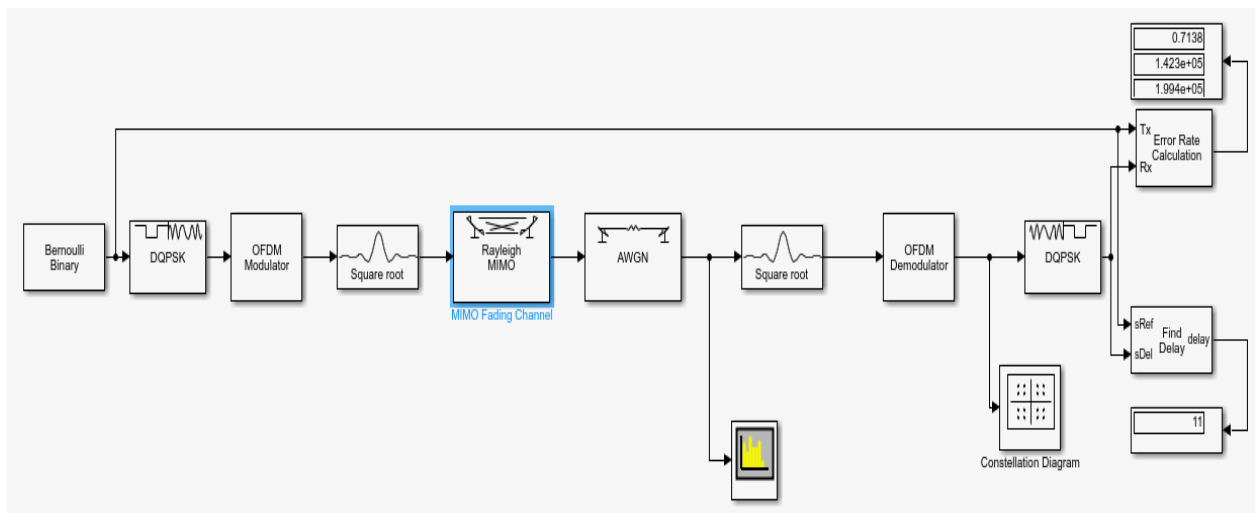 0.7138
1.423e+05
1.994e+05
Tx
Rx
Error Rate
Calculation
Bernoulli
Binary
DQPSK
OFDM
Modulator
Square root
Rayleigh
MIMO
MIMO Fading Channel
AWGN
Square root
OFDM
Demodulator
DQPSK
sRef
sDel
Find
Delay
delay
11
Constellation Diagram